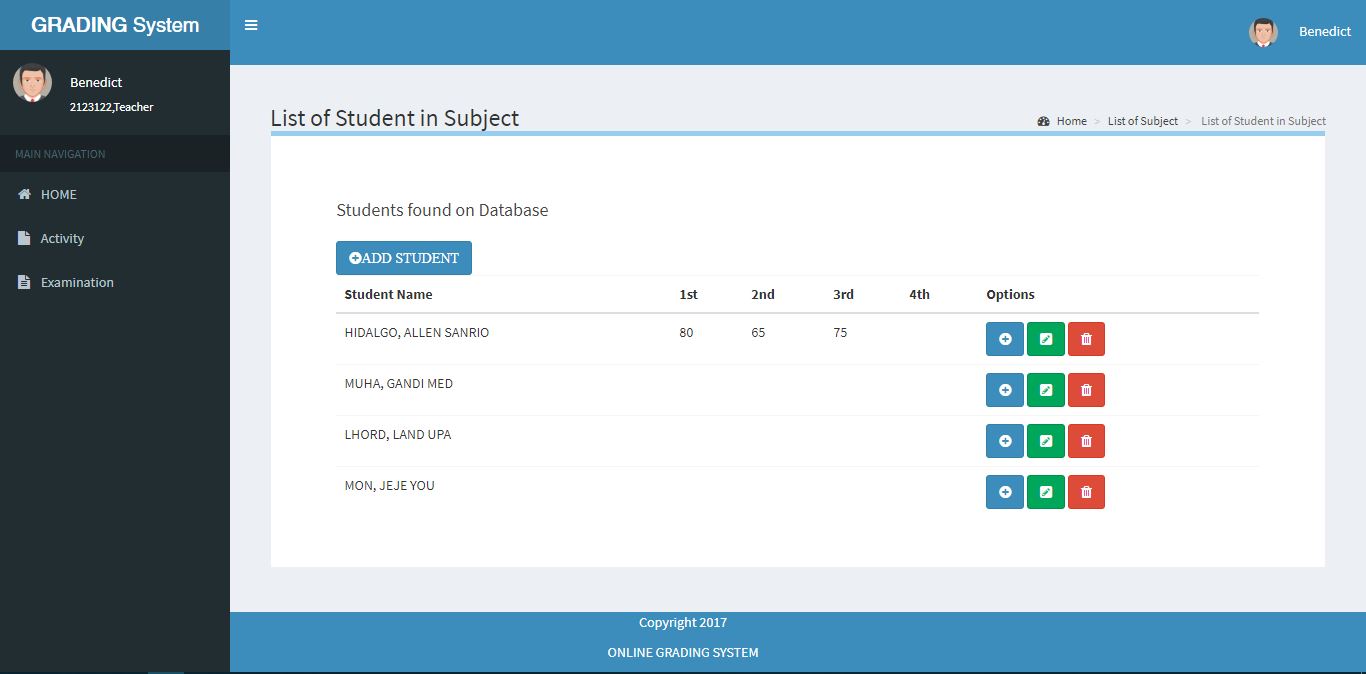 GRADING System
Benedict
Benedict
2123122,Teacher
MAIN NAVIGATION
HOME
Activity
Examination
List of Student in Subject
Home > List of Subject > List of Student in Subject
Students found on Database
ADD STUDENT
Student Name 1st 2nd 3rd 4th Options
HIDALGO, ALLEN SANRIO 80 65 75
MUHA, GANDI MED
LHORD, LAND UPA
MON, JEJE YOU
Copyright 2017
ONLINE GRADING SYSTEM